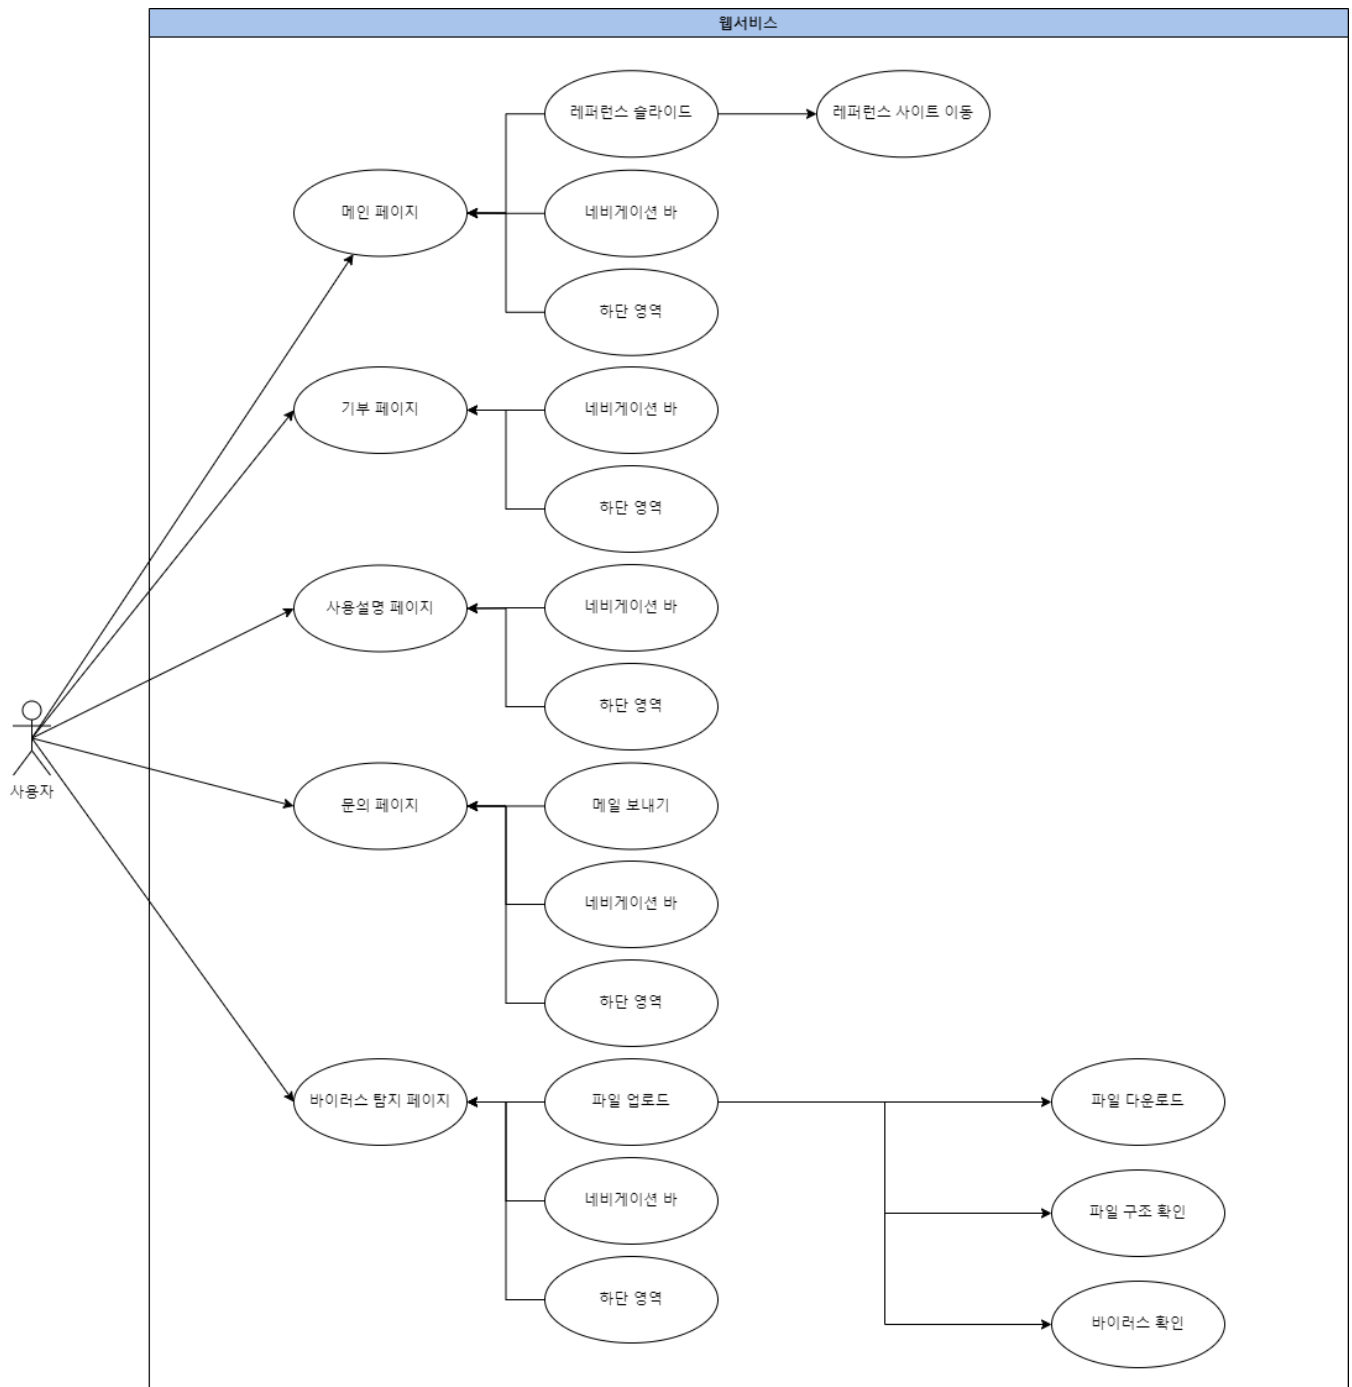 웹서비스
레퍼런스 슬라이드
레퍼런스 사이트 이동
메인 페이지
네비게이션 바
하단 영역
기부 페이지
네비게이션 바
하단 영역
사용설명 페이지
네비게이션 바
하단 영역
사용자
문의 페이지
메일 보내기
네비게이션 바
하단 영역
바이러스 탐지 페이지
파일 업로드
파일 다운로드
네비게이션 바
파일 구조 확인
하단 영역
바이러스 확인